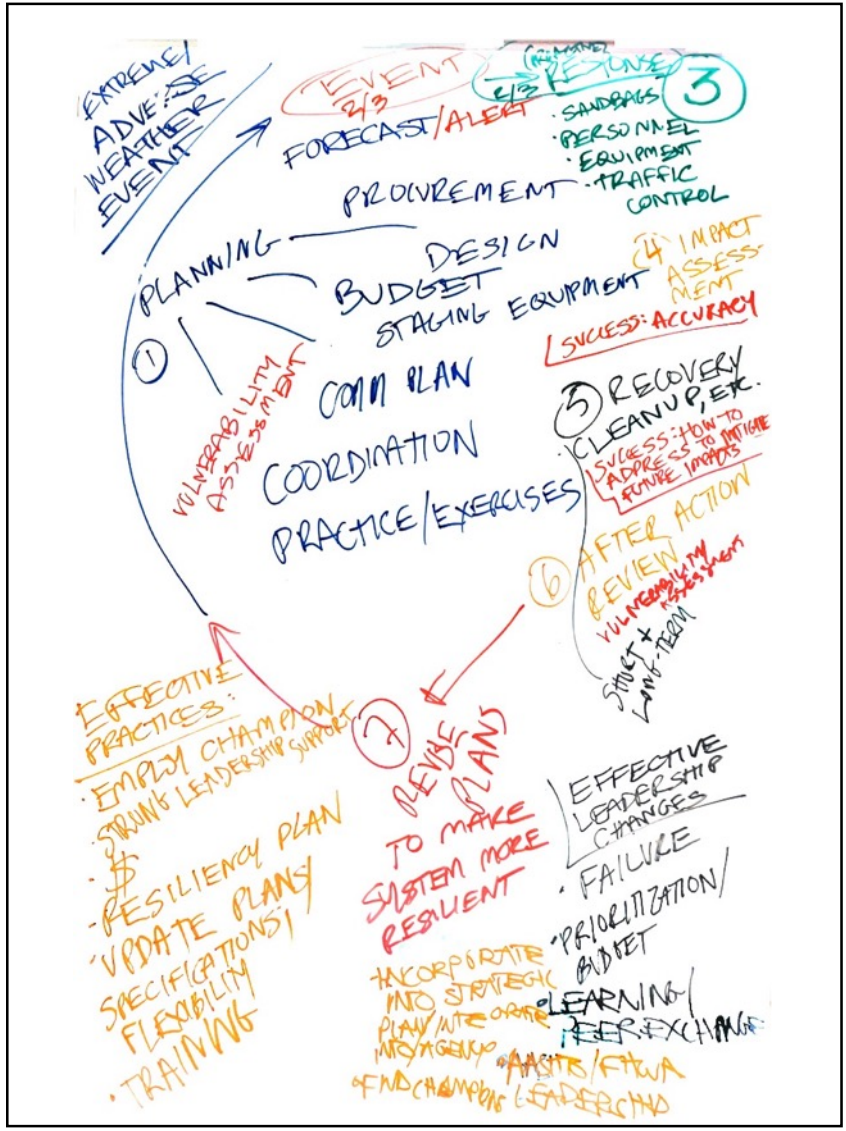 EXTREME/
ADVERSE
WEATHER
EVENT
EVENT
2/3
FORECAST/ALERT
2/3 RESPONSE
3
· SANDBAGS
· PERSONNEL
· EQUIPMENT
· TRAFFIC
CONTROL
PROCUREMENT
PLANNING
1
DESIGN
BUDGET
STAGING EQUIPMENT
COMM PLAN
COORDINATION
PRACTICE/EXERCISES
VULNERABILITY
ASSESSMENT
4 IMPACT
ASSESS-
MENT
SUCCESS: ACCURACY
5 RECOVERY
· CLEANUP, ETC.
SUCCESS: HOW TO
ADDRESS TO MITIGATE
FUTURE IMPACTS
6 AFTER ACTION
REVIEW
VULNERABILITY
ASSESSMENT
SHORT +
LONG-TERM
7
REVISE
PLANS
TO MAKE
SYSTEM MORE
RESILIENT
EFFECTIVE
PRACTICES:
· EMPLOY CHAMPION
· STRONG LEADERSHIP SUPPORT
· $
· RESILIENCY PLAN
· UPDATE PLANS/
SPECIFICATIONS/
FLEXIBILITY
· TRAINING
EFFECTIVE
LEADERSHIP
CHANGES
· FAILURE
· PRIORITIZATION/
BUDGET
· LEARNING/
PEER EXCHANGE
· AASHTO/FHWA
LEADERSHIP
· INCORPORATE
INTO STRATEGIC
PLAN/INTEGRATE
INTO AGENCY
· FIND CHAMPIONS